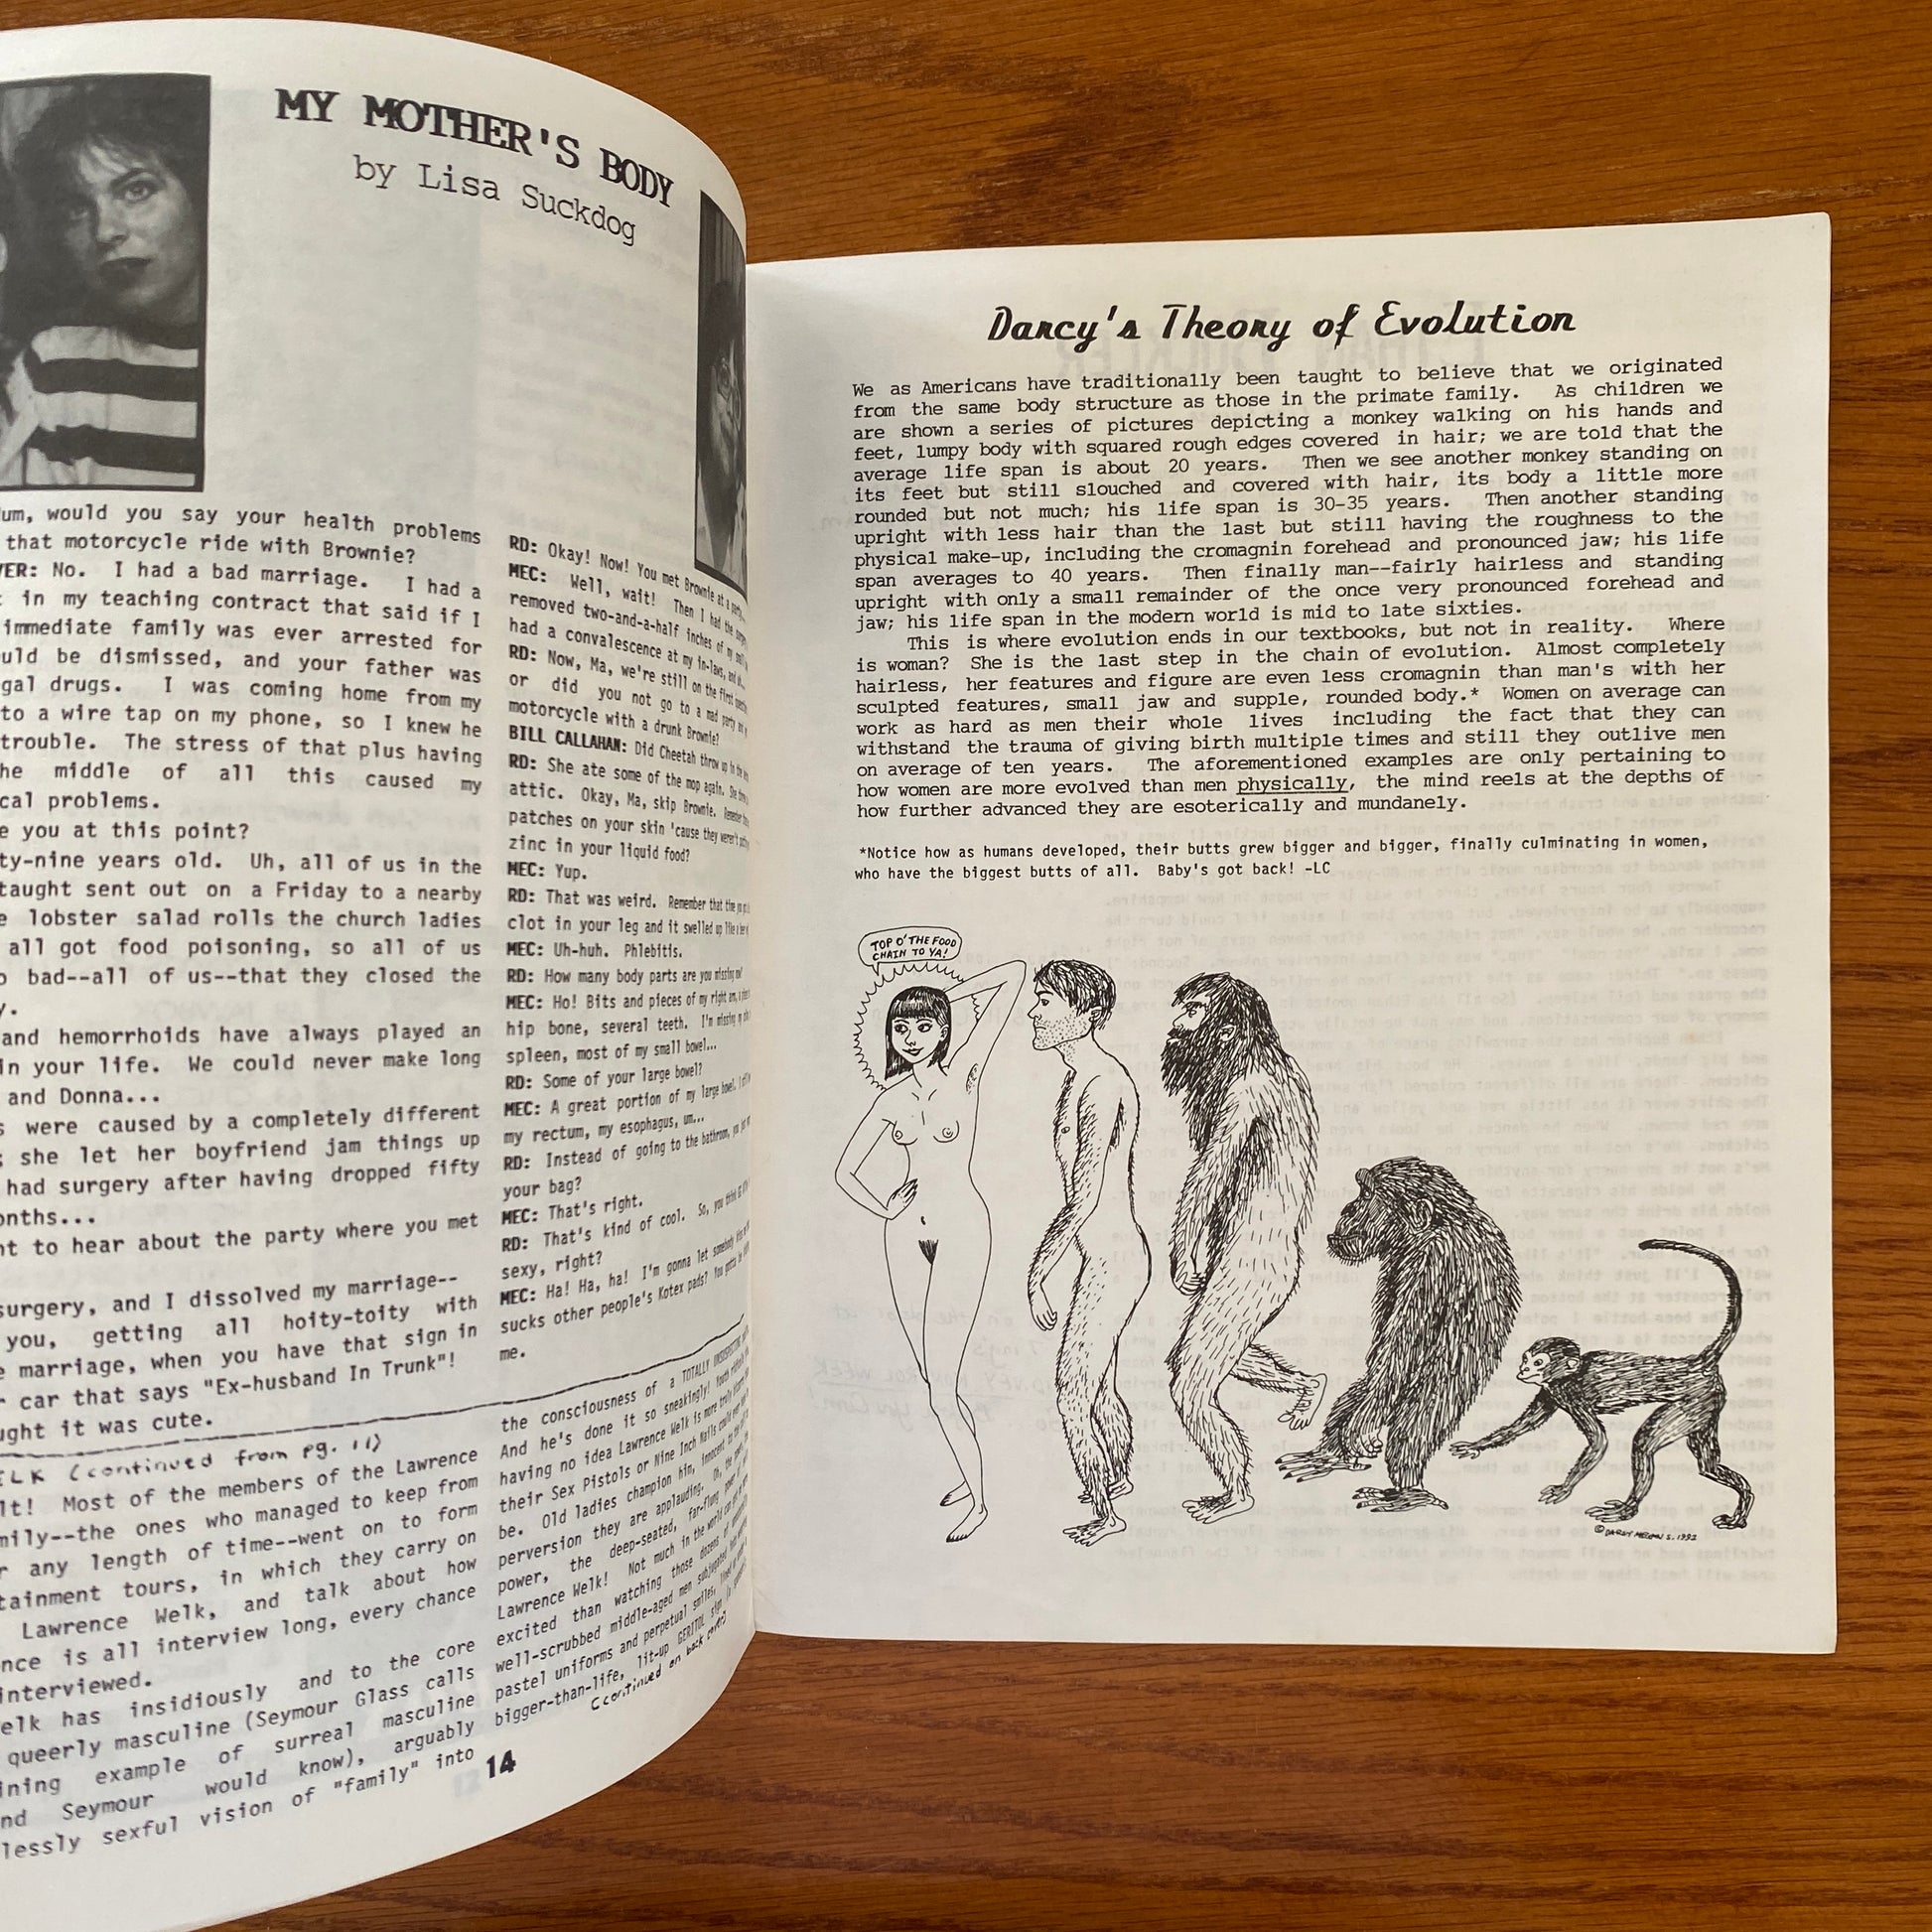 MY MOTHER'S BODY
by Lisa Suckdog
um, would you say your health problems
that motorcycle ride with Brownie?
VER: No. I had a bad marriage. I had a
in my teaching contract that said if I
immediate family was ever arrested for
uld be dismissed, and your father was
gal drugs. I was coming home from my
to a wire tap on my phone, so I knew he
trouble. The stress of that plus having
he middle of all this caused my
cal problems.
e you at this point?
ty-nine years old. Uh, all of us in the
taught sent out on a Friday to a nearby
e lobster salad rolls the church ladies
all got food poisoning, so all of us
o bad--all of us--that they closed the
y.
and hemorrhoids have always played an
in your life. We could never make long
and Donna...
s were caused by a completely different
; she let her boyfriend jam things up
had surgery after having dropped fifty
onths...
nt to hear about the party where you met
surgery, and I dissolved my marriage--
you, getting all hoity-toity with
e marriage, when you have that sign in
r car that says "Ex-husband In Trunk"!
ught it was cute.
RD: Okay! Now! You met Brownie at a party,
MEC: Well, wait! Then I had the
removed two-and-a-half inches of my
had a convalescence at my in-laws,
RD: Now, Ma, we're still on the first
or did you not go to a mad party
motorcycle with a drunk Brownie?
BILL CALLAHAN: Did Cheetah throw up in the
RD: She ate some of the mop again. She
attic. Okay, Ma, skip Brownie. Remember
patches on your skin 'cause they weren't
zinc in your liquid food?
MEC: Yup.
RD: That was weird. Remember that time you
clot in your leg and it swelled up like a
MEC: Uh-huh. Phlebitis.
RD: How many body parts are you missing
MEC: Ho! Bits and pieces of my right arm,
hip bone, several teeth. I'm missing my
spleen, most of my small bowel...
RD: Some of your large bowel?
MEC: A great portion of my large bowel.
my rectum, my esophagus, um...
RD: Instead of going to the bathroom, you
your bag?
MEC: That's right.
RD: That's kind of cool. So, you think
sexy, right?
MEC: Ha! Ha, ha! I'm gonna let somebody
sucks other people's Kotex pads? You gotta
me.
ELK (continued from pg. 11)
lt! Most of the members of the Lawrence
mily--the ones who managed to keep from
r any length of time--went on to form
tainment tours, in which they carry on
Lawrence Welk, and talk about how
nce is all interview long, every chance
interviewed.
elk has insidiously and to the core
queerly masculine (Seymour Glass calls
ining example of surreal masculine
nd Seymour would know), arguably
lessly sexful vision of "family" into
the consciousness of a TOTALLY UNSUSPECTING
And he's done it so sneakingly! Youth
having no idea Lawrence Welk is more truly
their Sex Pistols or Nine Inch Nails could ever
be. Old ladies champion him, innocent to the
perversion they are applauding. Oh, the
power, the deep-seated, far-flung power
Lawrence Welk! Not much in the world can get
excited than watching those dozens of
well-scrubbed middle-aged men subjugated
pastel uniforms and perpetual smiles,
bigger-than-life, lit-up GERITOL sign
(continued on back cover)
14
Darcy's Theory of Evolution
We as Americans have traditionally been taught to believe that we originated
from the same body structure as those in the primate family. As children we
are shown a series of pictures depicting a monkey walking on his hands and
feet, lumpy body with squared rough edges covered in hair; we are told that the
average life span is about 20 years. Then we see another monkey standing on
its feet but still slouched and covered with hair, its body a little more
rounded but not much; his life span is 30-35 years. Then another standing
upright with less hair than the last but still having the roughness to the
physical make-up, including the cromagnin forehead and pronounced jaw; his life
span averages to 40 years. Then finally man--fairly hairless and standing
upright with only a small remainder of the once very pronounced forehead and
jaw; his life span in the modern world is mid to late sixties.
This is where evolution ends in our textbooks, but not in reality. Where
is woman? She is the last step in the chain of evolution. Almost completely
hairless, her features and figure are even less cromagnin than man's with her
sculpted features, small jaw and supple, rounded body.* Women on average can
work as hard as men their whole lives including the fact that they can
withstand the trauma of giving birth multiple times and still they outlive men
on average of ten years. The aforementioned examples are only pertaining to
how women are more evolved than men physically, the mind reels at the depths of
how further advanced they are esoterically and mundanely.
*Notice how as humans developed, their butts grew bigger and bigger, finally culminating in women,
who have the biggest butts of all. Baby's got back! -LC
TOP O' THE FOOD
CHAIN TO YA!
© DARCY MEGAN S. 1992